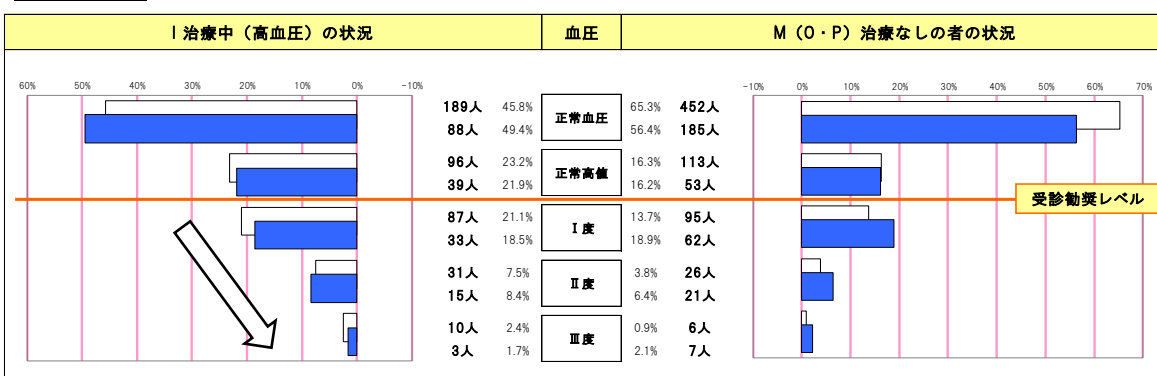 Ⅰ治療中（高血圧）の状況 血圧 M（O・P）治療なしの者の状況
60% 50% 40% 30% 20% 10% 0% -10% -10% 0% 10% 20% 30% 40% 50% 60% 70%
189人 45.8% 正常血圧 65.3% 452人
88人 49.4% 56.4% 185人
96人 23.2% 正常高値 16.3% 113人
39人 21.9% 16.2% 53人
受診勧奨レベル
87人 21.1% Ⅰ度 13.7% 95人
33人 18.5% 18.9% 62人
31人 7.5% Ⅱ度 3.8% 26人
15人 8.4% 6.4% 21人
10人 2.4% Ⅲ度 0.9% 6人
3人 1.7% 2.1% 7人